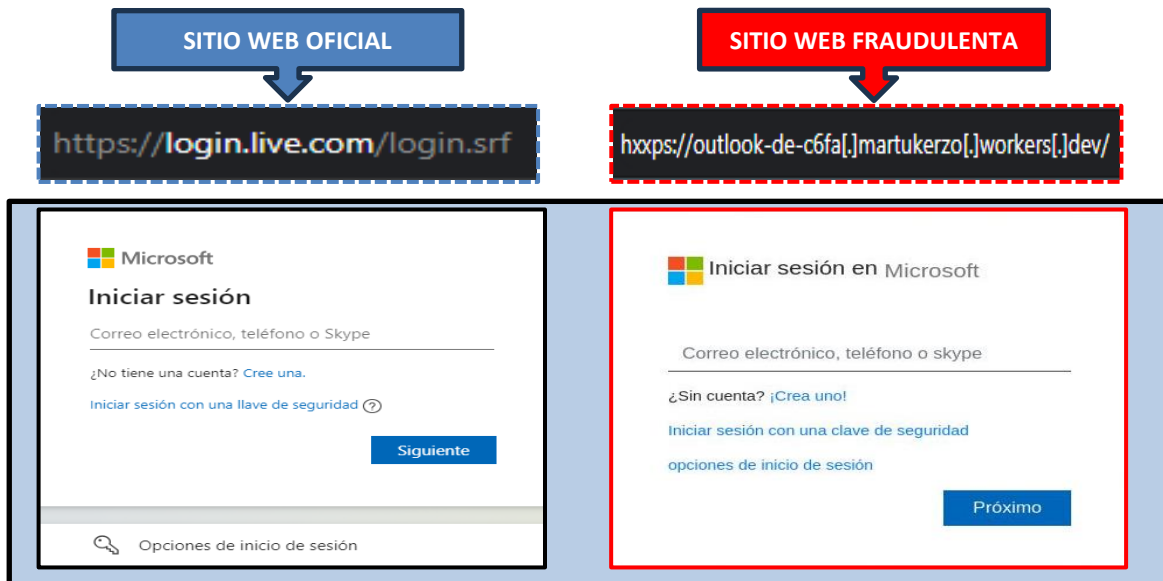 SITIO WEB OFICIAL
SITIO WEB FRAUDULENTA
https://login.live.com/login.srf
hxxps://outlook-de-c6fa[.]martukerzo[.]workers[.]dev/
Microsoft
Iniciar sesión
Correo electrónico, teléfono o Skype
¿No tiene una cuenta? Cree una.
Iniciar sesión con una llave de seguridad
Siguiente
Opciones de inicio de sesión
Iniciar sesión en Microsoft
Correo electrónico, teléfono o skype
¿Sin cuenta? ¡Crea uno!
Iniciar sesión con una clave de seguridad
opciones de inicio de sesión
Próximo